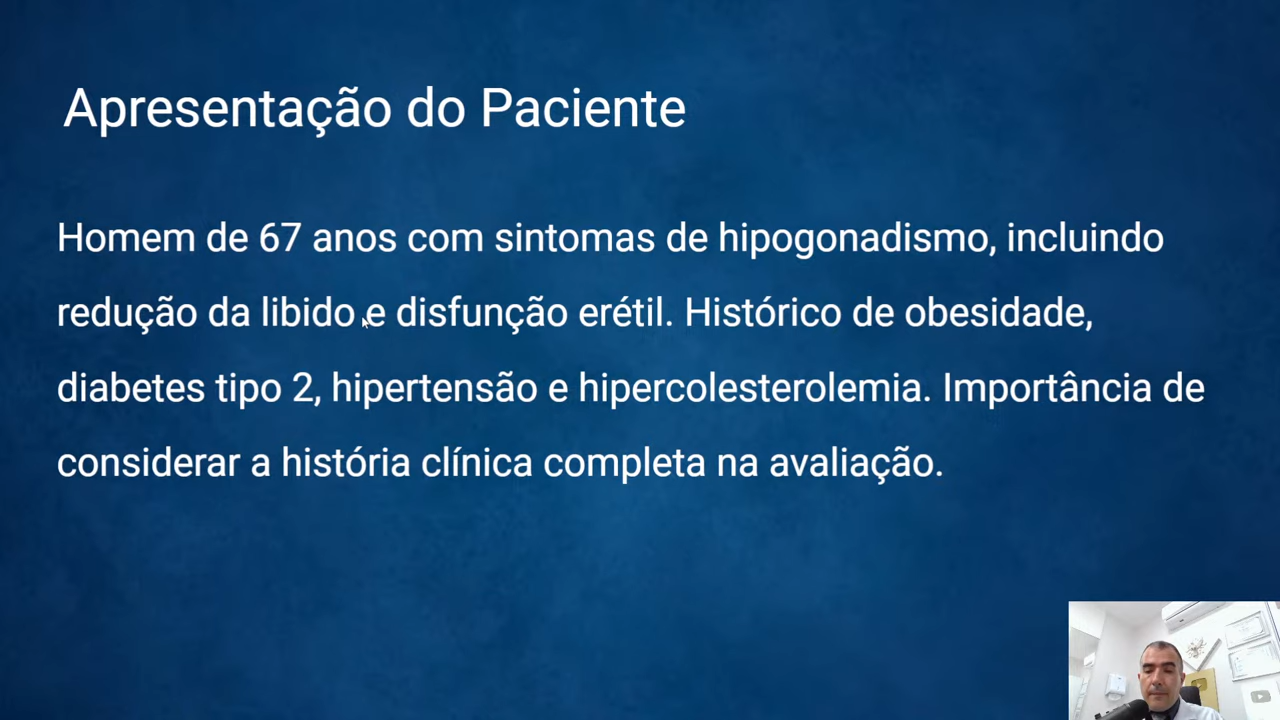 Apresentação do Paciente
Homem de 67 anos com sintomas de hipogonadismo, incluindo
redução da libido e disfunção erétil. Histórico de obesidade,
diabetes tipo 2, hipertensão e hipercolesterolemia. Importância de
considerar a história clínica completa na avaliação.